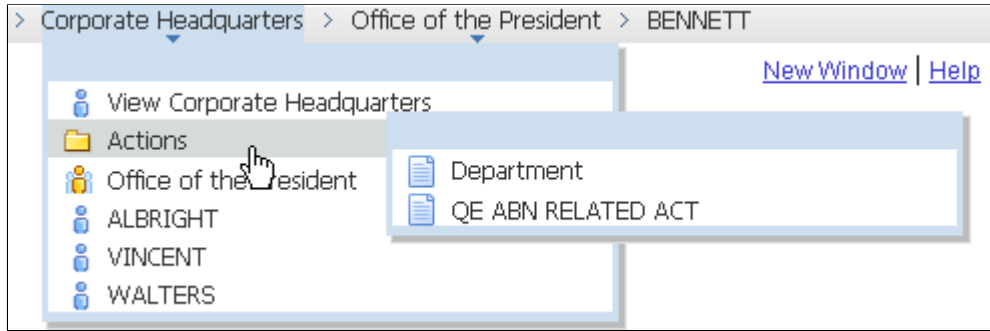 > Corporate Headquarters > Office of the President > BENNETT
New Window | Help
View Corporate Headquarters
Actions
Office of the President
ALBRIGHT
VINCENT
WALTERS
Department
QE ABN RELATED ACT